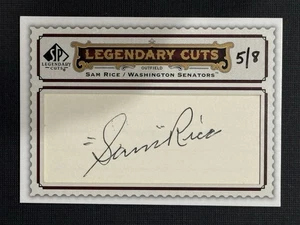 SP
LEGENDARY
CUTS
LEGENDARY CUTS
5/8
OUTFIELD
SAM RICE / WASHINGTON SENATORS
"Sam" Rice